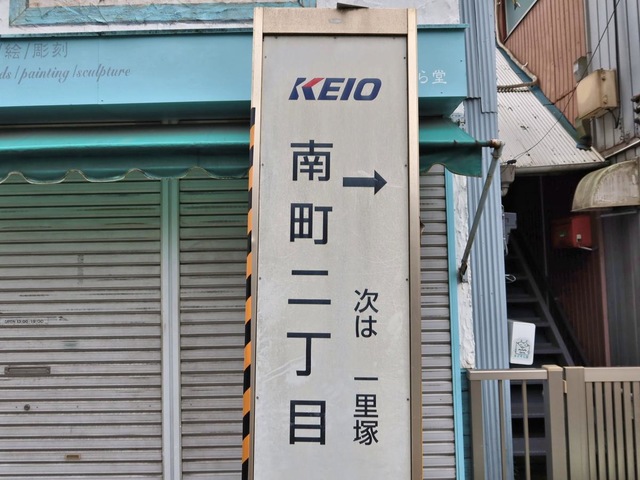 /絵/彫刻
ds/painting/sculpture
ら堂
KEIO
南町二丁目
→
次は 一里塚